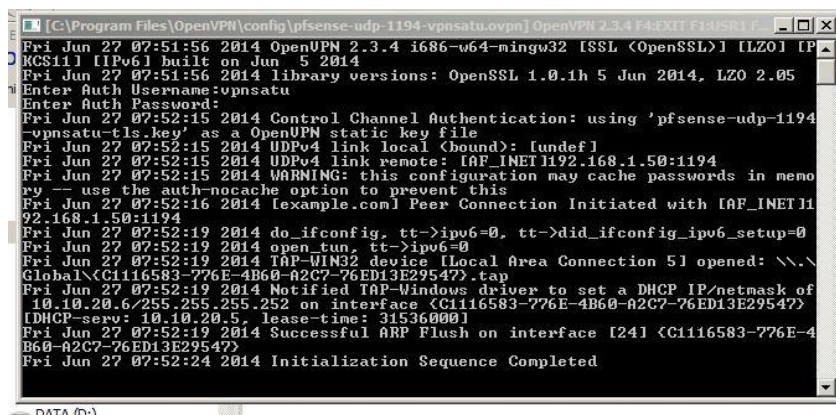 [C:\Program Files\OpenVPN\config\pfsense-udp-1194-vpnsatu.ovpn] OpenVPN 2.3.4 F4:EXIT F1:USR1 F...
Fri Jun 27 07:51:56 2014 OpenVPN 2.3.4 i686-w64-mingw32 [SSL (OpenSSL)] [LZO] [P
KCS11] [IPv6] built on Jun  5 2014
Fri Jun 27 07:51:56 2014 library versions: OpenSSL 1.0.1h 5 Jun 2014, LZO 2.05
Enter Auth Username:vpnsatu
Enter Auth Password:
Fri Jun 27 07:52:15 2014 Control Channel Authentication: using 'pfsense-udp-1194
-vpnsatu-tls.key' as a OpenVPN static key file
Fri Jun 27 07:52:15 2014 UDPv4 link local (bound): [undef]
Fri Jun 27 07:52:15 2014 UDPv4 link remote: [AF_INET]192.168.1.50:1194
Fri Jun 27 07:52:15 2014 WARNING: this configuration may cache passwords in memo
ry -- use the auth-nocache option to prevent this
Fri Jun 27 07:52:16 2014 [example.com] Peer Connection Initiated with [AF_INET]1
92.168.1.50:1194
Fri Jun 27 07:52:19 2014 do_ifconfig, tt->ipv6=0, tt->did_ifconfig_ipv6_setup=0
Fri Jun 27 07:52:19 2014 open_tun, tt->ipv6=0
Fri Jun 27 07:52:19 2014 TAP-WIN32 device [Local Area Connection 5] opened: \\.\
Global\{C1116583-776E-4B60-A2C7-76ED13E29547}.tap
Fri Jun 27 07:52:19 2014 Notified TAP-Windows driver to set a DHCP IP/netmask of
 10.10.20.6/255.255.255.252 on interface {C1116583-776E-4B60-A2C7-76ED13E29547}
[DHCP-serv: 10.10.20.5, lease-time: 31536000]
Fri Jun 27 07:52:19 2014 Successful ARP Flush on interface [24] {C1116583-776E-4
B60-A2C7-76ED13E29547}
Fri Jun 27 07:52:24 2014 Initialization Sequence Completed
DATA (D:)